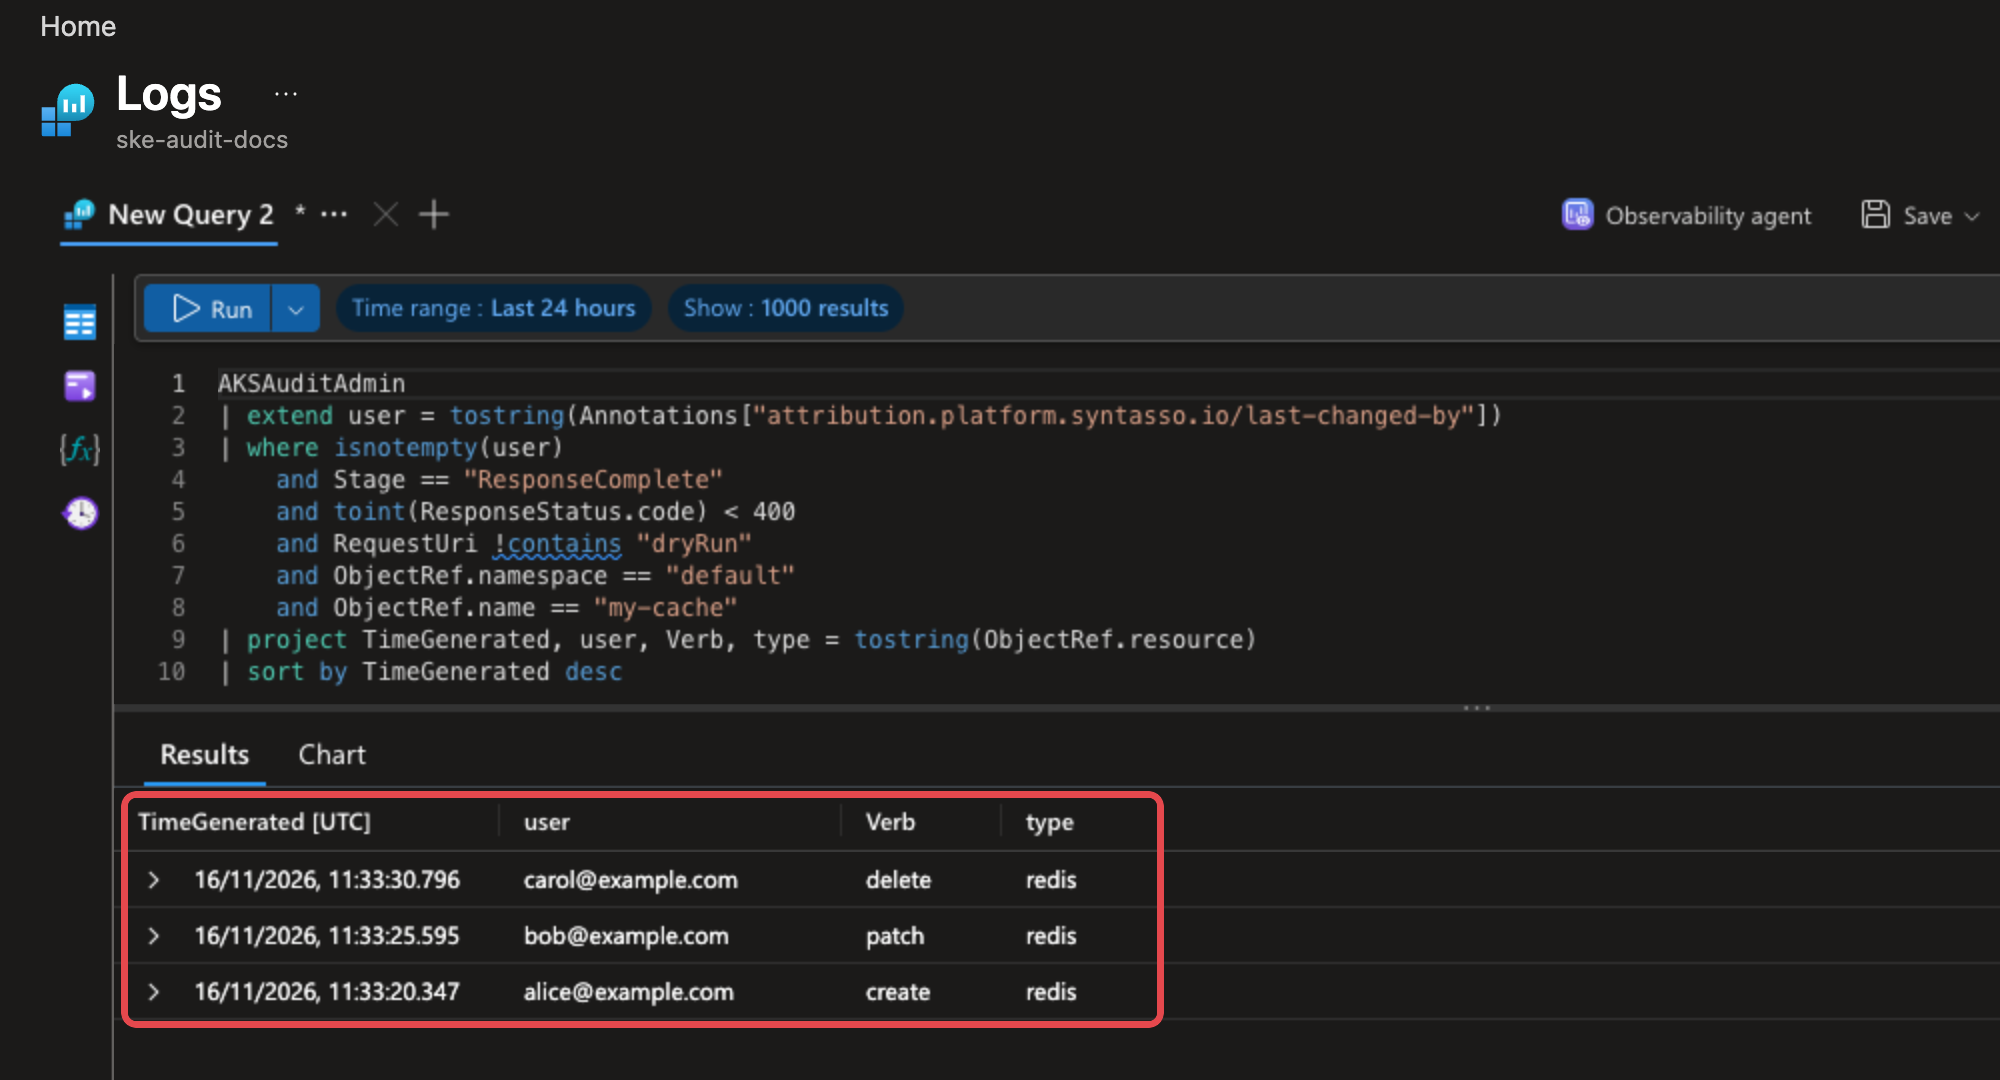 Home
Logs ...
ske-audit-docs
New Query 2 * ...
Observability agent
Save
Run
Time range : Last 24 hours
Show : 1000 results
1 AKSAuditAdmin
2 | extend user = tostring(Annotations["attribution.platform.syntasso.io/last-changed-by"])
3 | where isnotempty(user)
4 and Stage == "ResponseComplete"
5 and toint(ResponseStatus.code) < 400
6 and RequestUri !contains "dryRun"
7 and ObjectRef.namespace == "default"
8 and ObjectRef.name == "my-cache"
9 | project TimeGenerated, user, Verb, type = tostring(ObjectRef.resource)
10 | sort by TimeGenerated desc
Results Chart
TimeGenerated [UTC] user Verb type
16/11/2026, 11:33:30.796 carol@example.com delete redis
16/11/2026, 11:33:25.595 bob@example.com patch redis
16/11/2026, 11:33:20.347 alice@example.com create redis